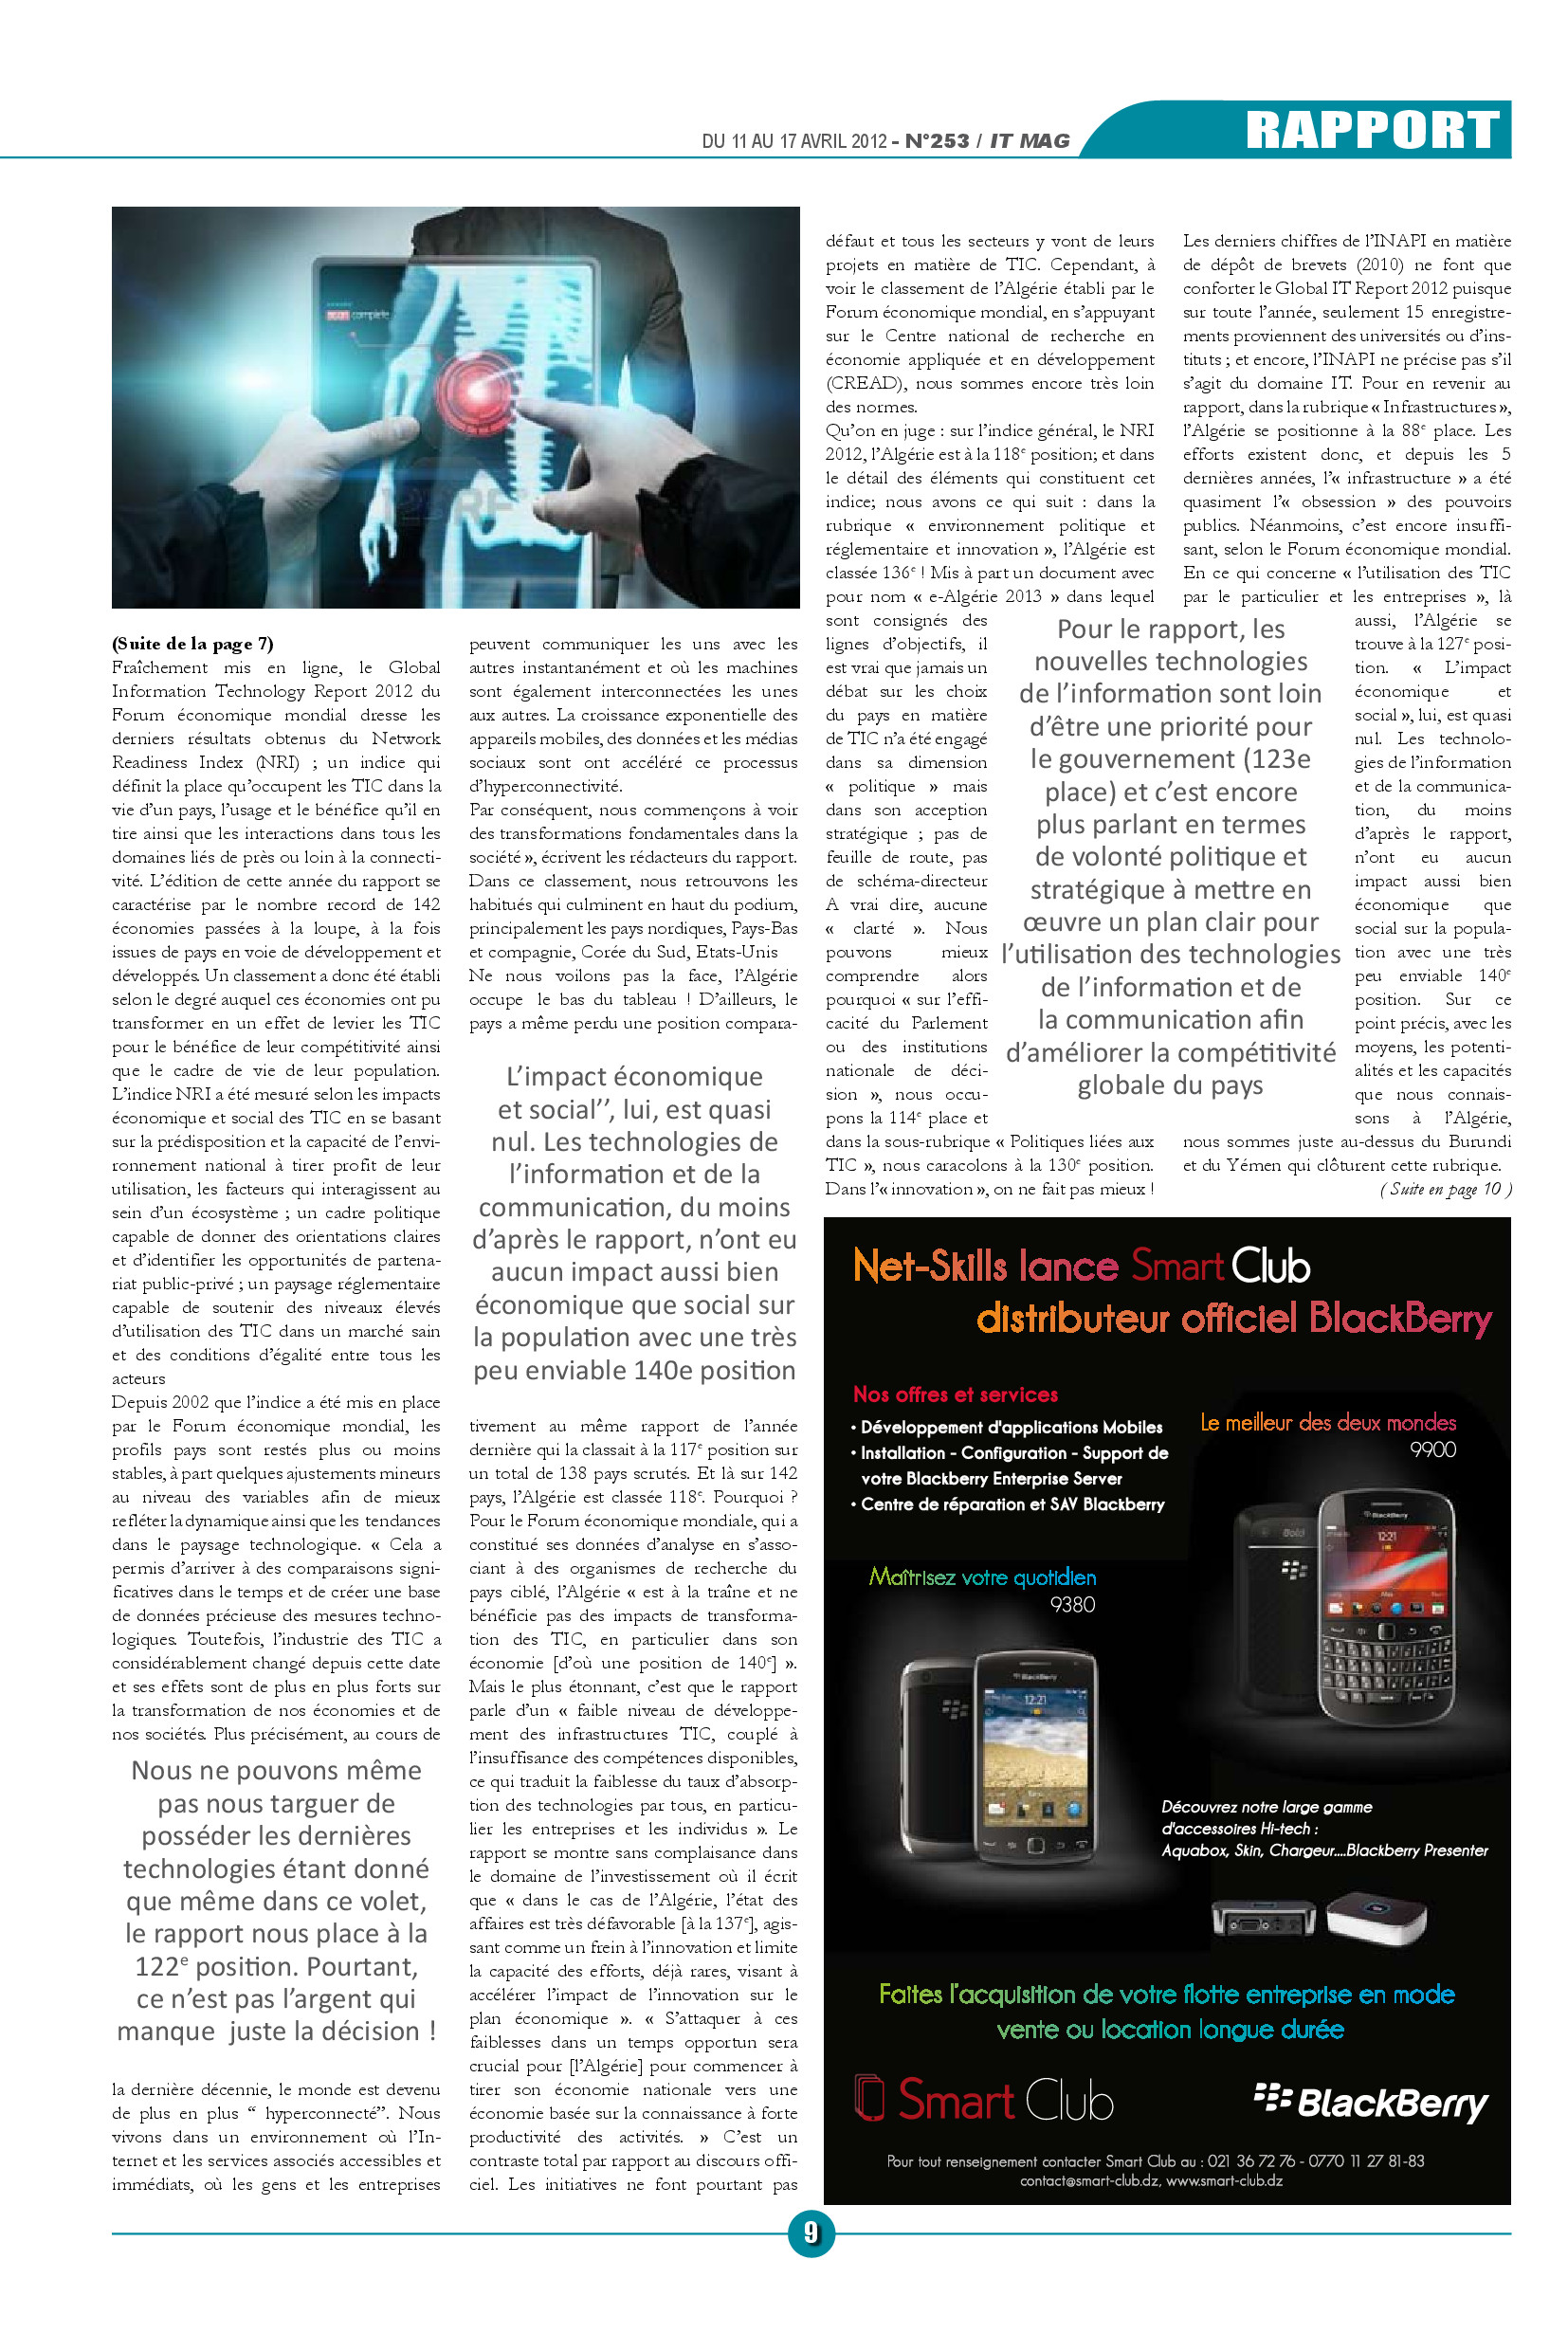 DU 11 AU 17 AVRIL 2012 - N°253 / IT MAG
RAPPORT
scan complete
(Suite de la page 7)
Fraîchement mis en ligne, le Global
Information Technology Report 2012 du
Forum économique mondial dresse les
derniers résultats obtenus du Network
Readiness Index (NRI) ; un indice qui
définit la place qu’occupent les TIC dans la
vie d’un pays, l’usage et le bénéfice qu’il en
tire ainsi que les interactions dans tous les
domaines liés de près ou loin à la connecti-
vité. L’édition de cette année du rapport se
caractérise par le nombre record de 142
économies passées à la loupe, à la fois
issues de pays en voie de développement et
développés. Un classement a donc été établi
selon le degré auquel ces économies ont pu
transformer en un effet de levier les TIC
pour le bénéfice de leur compétitivité ainsi
que le cadre de vie de leur population.
L’indice NRI a été mesuré selon les impacts
économique et social des TIC en se basant
sur la prédisposition et la capacité de l’envi-
ronnement national à tirer profit de leur
utilisation, les facteurs qui interagissent au
sein d’un écosystème ; un cadre politique
capable de donner des orientations claires
et d’identifier les opportunités de partena-
riat public-privé ; un paysage réglementaire
capable de soutenir des niveaux élevés
d’utilisation des TIC dans un marché sain
et des conditions d’égalité entre tous les
acteurs
Depuis 2002 que l’indice a été mis en place
par le Forum économique mondial, les
profils pays sont restés plus ou moins
stables, à part quelques ajustements mineurs
au niveau des variables afin de mieux
refléter la dynamique ainsi que les tendances
dans le paysage technologique. « Cela a
permis d’arriver à des comparaisons signi-
ficatives dans le temps et de créer une base
de données précieuse des mesures techno-
logiques. Toutefois, l’industrie des TIC a
considérablement changé depuis cette date
et ses effets sont de plus en plus forts sur
la transformation de nos économies et de
nos sociétés. Plus précisément, au cours de
Nous ne pouvons même
pas nous targuer de
posséder les dernières
technologies étant donné
que même dans ce volet,
le rapport nous place à la
122e position. Pourtant,
ce n’est pas l’argent qui
manque juste la décision !
la dernière décennie, le monde est devenu
de plus en plus “ hyperconnecté”. Nous
vivons dans un environnement où l’In-
ternet et les services associés accessibles et
immédiats, où les gens et les entreprises
peuvent communiquer les uns avec les
autres instantanément et où les machines
sont également interconnectées les unes
aux autres. La croissance exponentielle des
appareils mobiles, des données et les médias
sociaux sont ont accéléré ce processus
d’hyperconnectivité.
Par conséquent, nous commençons à voir
des transformations fondamentales dans la
société », écrivent les rédacteurs du rapport.
Dans ce classement, nous retrouvons les
habitués qui culminent en haut du podium,
principalement les pays nordiques, Pays-Bas
et compagnie, Corée du Sud, Etats-Unis
Ne nous voilons pas la face, l’Algérie
occupe le bas du tableau ! D’ailleurs, le
pays a même perdu une position compara-
L’impact économique
et social’’, lui, est quasi
nul. Les technologies de
l’information et de la
communication, du moins
d’après le rapport, n’ont eu
aucun impact aussi bien
économique que social sur
la population avec une très
peu enviable 140e position
tivement au même rapport de l’année
dernière qui la classait à la 117e position sur
un total de 138 pays scrutés. Et là sur 142
pays, l’Algérie est classée 118e. Pourquoi ?
Pour le Forum économique mondiale, qui a
constitué ses données d’analyse en s’asso-
ciant à des organismes de recherche du
pays ciblé, l’Algérie « est à la traîne et ne
bénéficie pas des impacts de transforma-
tion des TIC, en particulier dans son
économie [d’où une position de 140e] ».
Mais le plus étonnant, c’est que le rapport
parle d’un « faible niveau de développe-
ment des infrastructures TIC, couplé à
l’insuffisance des compétences disponibles,
ce qui traduit la faiblesse du taux d’absorp-
tion des technologies par tous, en particu-
lier les entreprises et les individus ». Le
rapport se montre sans complaisance dans
le domaine de l’investissement où il écrit
que « dans le cas de l’Algérie, l’état des
affaires est très défavorable [à la 137e], agis-
sant comme un frein à l’innovation et limite
la capacité des efforts, déjà rares, visant à
accélérer l’impact de l’innovation sur le
plan économique ». « S’attaquer à ces
faiblesses dans un temps opportun sera
crucial pour [l’Algérie] pour commencer à
tirer son économie nationale vers une
économie basée sur la connaissance à forte
productivité des activités. » C’est un
contraste total par rapport au discours offi-
ciel. Les initiatives ne font pourtant pas
défaut et tous les secteurs y vont de leurs
projets en matière de TIC. Cependant, à
voir le classement de l’Algérie établi par le
Forum économique mondial, en s’appuyant
sur le Centre national de recherche en
économie appliquée et en développement
(CREAD), nous sommes encore très loin
des normes.
Qu’on en juge : sur l’indice général, le NRI
2012, l’Algérie est à la 118e position; et dans
le détail des éléments qui constituent cet
indice; nous avons ce qui suit : dans la
rubrique « environnement politique et
réglementaire et innovation », l’Algérie est
classée 136e ! Mis à part un document avec
pour nom « e-Algérie 2013 » dans lequel
sont consignés des
lignes d’objectifs, il
est vrai que jamais un
débat sur les choix
du pays en matière
de TIC n’a été engagé
dans sa dimension
« politique » mais
dans son acception
stratégique ; pas de
feuille de route, pas
de schéma-directeur
A vrai dire, aucune
« clarté ». Nous
pouvons mieux
comprendre alors
pourquoi « sur l’effi-
cacité du Parlement
ou des institutions
nationale de déci-
sion », nous occu-
pons la 114e place et
dans la sous-rubrique « Politiques liées aux
TIC », nous caracolons à la 130e position.
Dans l’« innovation », on ne fait pas mieux !
Pour le rapport, les
nouvelles technologies
de l’information sont loin
d’être une priorité pour
le gouvernement (123e
place) et c’est encore
plus parlant en termes
de volonté politique et
stratégique à mettre en
œuvre un plan clair pour
l’utilisation des technologies
de l’information et de
la communication afin
d’améliorer la compétitivité
globale du pays
Les derniers chiffres de l’INAPI en matière
de dépôt de brevets (2010) ne font que
conforter le Global IT Report 2012 puisque
sur toute l’année, seulement 15 enregistre-
ments proviennent des universités ou d’ins-
tituts ; et encore, l’INAPI ne précise pas s’il
s’agit du domaine IT. Pour en revenir au
rapport, dans la rubrique « Infrastructures »,
l’Algérie se positionne à la 88e place. Les
efforts existent donc, et depuis les 5
dernières années, l’« infrastructure » a été
quasiment l’« obsession » des pouvoirs
publics. Néanmoins, c’est encore insuffi-
sant, selon le Forum économique mondial.
En ce qui concerne « l’utilisation des TIC
par le particulier et les entreprises », là
aussi, l’Algérie se
trouve à la 127e posi-
tion. « L’impact
économique et
social », lui, est quasi
nul. Les technolo-
gies de l’information
et de la communica-
tion, du moins
d’après le rapport,
n’ont eu aucun
impact aussi bien
économique que
social sur la popula-
tion avec une très
peu enviable 140e
position. Sur ce
point précis, avec les
moyens, les potenti-
alités et les capacités
que nous connais-
sons à l’Algérie,
nous sommes juste au-dessus du Burundi
et du Yémen qui clôturent cette rubrique.
( Suite en page 10 )
Net-Skills lance Smart Club
distributeur officiel BlackBerry
Nos offres et services
• Développement d'applications Mobiles
• Installation - Configuration - Support de
votre Blackberry Enterprise Server
• Centre de réparation et SAV Blackberry
Le meilleur des deux mondes
9900
Bold
BlackBerry
12:21
Maîtrisez votre quotidien
9380
BlackBerry
12:21
Découvrez notre large gamme
d'accessoires Hi-tech :
Aquabox, Skin, Chargeur....Blackberry Presenter
Faites l'acquisition de votre flotte entreprise en mode
vente ou location longue durée
Smart Club
BlackBerry
Pour tout renseignement contacter Smart Club au : 021 36 72 76 - 0770 11 27 81-83
contact@smart-club.dz, www.smart-club.dz
9